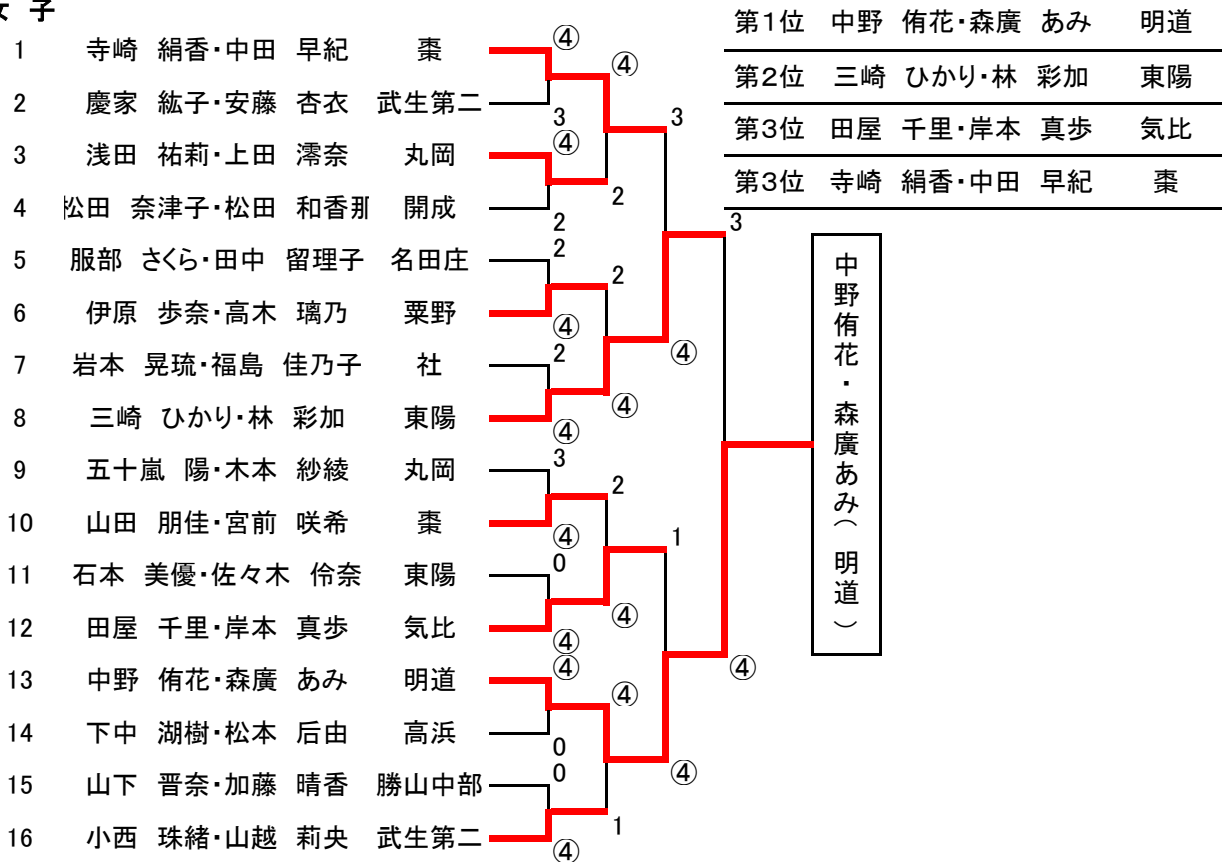 女 子
第1位 中野 侑花・森廣 あみ 明道
第2位 三崎 ひかり・林 彩加 東陽
第3位 田屋 千里・岸本 真歩 気比
第3位 寺崎 絹香・中田 早紀 棗
1 寺崎 絹香・中田 早紀 棗
2 慶家 紘子・安藤 杏衣 武生第二
3 浅田 祐莉・上田 澪奈 丸岡
4 松田 奈津子・松田 和香那 開成
5 服部 さくら・田中 留理子 名田庄
6 伊原 歩奈・高木 璃乃 粟野
7 岩本 晃琉・福島 佳乃子 社
8 三崎 ひかり・林 彩加 東陽
9 五十嵐 陽・木本 紗綾 丸岡
10 山田 朋佳・宮前 咲希 棗
11 石本 美優・佐々木 伶奈 東陽
12 田屋 千里・岸本 真歩 気比
13 中野 侑花・森廣 あみ 明道
14 下中 湖樹・松本 后由 高浜
15 山下 晋奈・加藤 晴香 勝山中部
16 小西 珠緒・山越 莉央 武生第二
④
3
④
2
2
④
2
④
3
④
0
④
④
0
0
④
④
2
2
④
2
④
④
1
3
④
1
④
3
④
中野侑花・森廣あみ（明道）